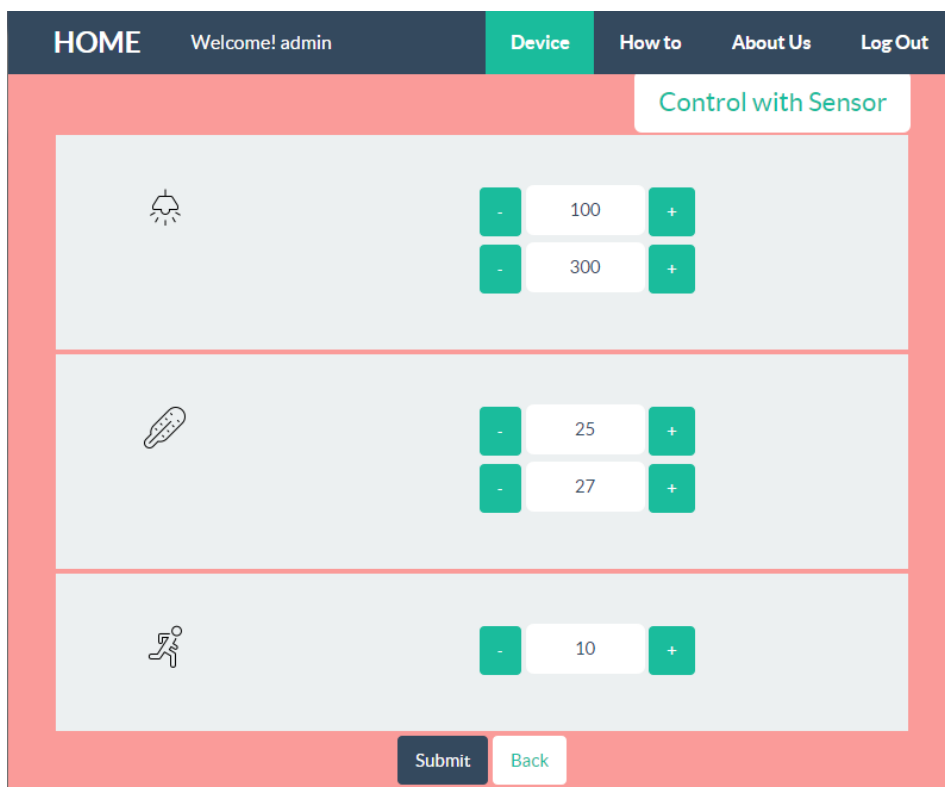 HOME Welcome! admin Device How to About Us Log Out
Control with Sensor
- 100 +
- 300 +
- 25 +
- 27 +
- 10 +
Submit Back